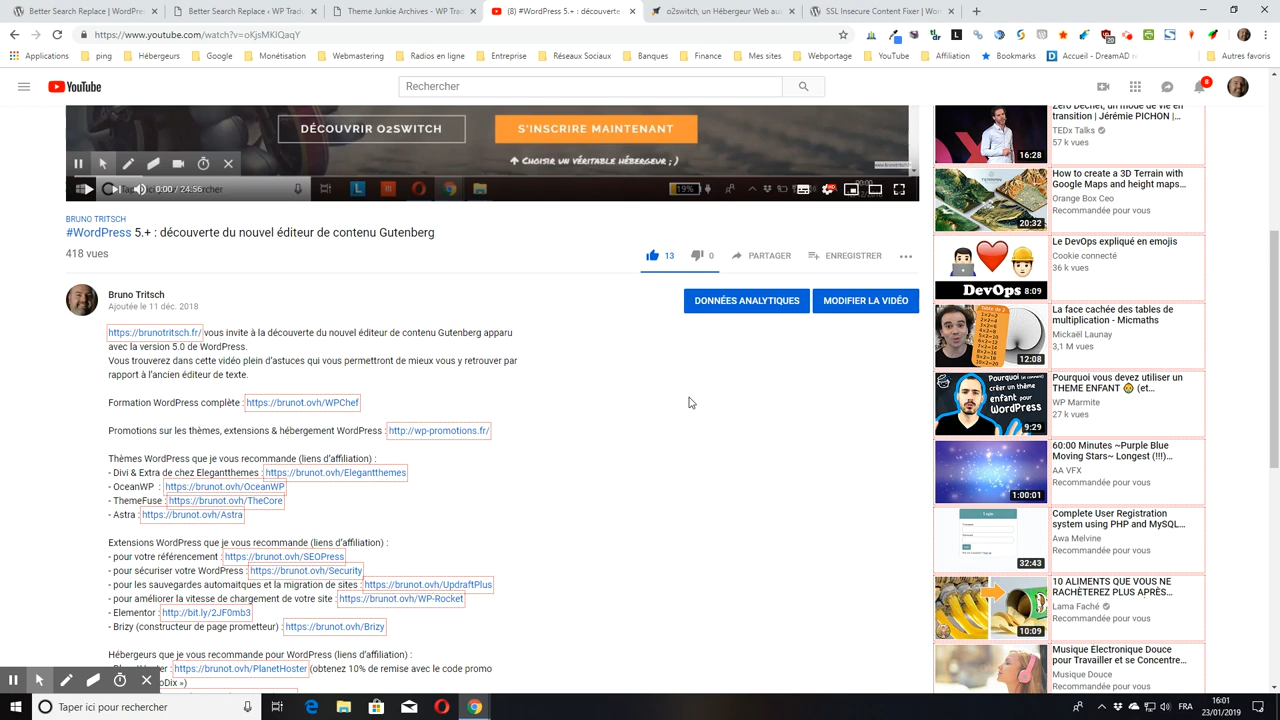 Better Search Replace – WordPr
Better Search Replace « WP Tradu
Theme Junkie Archives - WP Trad
(8) #WordPress 5.+ : découverte
o2switch, un Hébergeur Web au
SSL Insecure Content Fixer | Wor
https://www.youtube.com/watch?v=oKjsMKIQaqY
Applications ping Hébergeurs Google Monétisation Webmastering Radios en ligne Entreprise Réseaux Sociaux Banques Finance Mes sites Webportage YouTube Affiliation Bookmarks Accueil – DreamAD Autres favoris
YouTube
Rechercher
8
DÉCOUVRIR O2SWITCH
S'INSCRIRE MAINTENANT
CHOISIR UN VÉRITABLE HÉBERGEUR ;)
0:00 / 24:56
19%
BRUNO TRITSCH
#WordPress 5.+ : découverte du nouvel éditeur de contenu Gutenberg
418 vues
13
0
PARTAGER
ENREGISTRER
Bruno Tritsch
Ajoutée le 11 déc. 2018
DONNÉES ANALYTIQUES
MODIFIER LA VIDÉO
https://brunotritsch.fr/ vous invite à la découverte du nouvel éditeur de contenu Gutenberg apparu
avec la version 5.0 de WordPress.
Vous trouverez dans cette vidéo plein d'astuces qui vous permettront de mieux vous y retrouver par
rapport à l'ancien éditeur de texte.
Formation WordPress complète : https://brunot.ovh/WPChef
Promotions sur les thèmes, extensions & hébergement WordPress : http://wp-promotions.fr/
Thèmes WordPress que je vous recommande (liens d'affiliation) :
- Divi & Extra de chez Elegantthemes : https://brunot.ovh/Elegantthemes
- OceanWP : https://brunot.ovh/OceanWP
- ThemeFuse : https://brunot.ovh/TheCore
- Astra : https://brunot.ovh/Astra
Extensions WordPress que je vous recommande (liens d'affiliation) :
- pour votre référencement : https://brunot.ovh/SEOPress
- pour sécuriser votre WordPress : https://brunot.ovh/Security
- pour les sauvegardes automaitques et la migration de sites : https://brunot.ovh/UpdraftPlus
- pour améliorer la vitesse de chargement de votre site : https://brunot.ovh/WP-Rocket
- Elementor : http://bit.ly/2JF0mb3
- Brizy (constructeur de page prometteur) : https://brunot.ovh/Brizy
Hébergeurs que je vous recommande pour WordPress (liens d'affiliation) :
https://brunot.ovh/PlanetHoster (obtenez 10% de remise avec le code promo
Zéro Déchet, un mode de vie en
transition | Jérémie PICHON |...
TEDx Talks
57 k vues
16:28
How to create a 3D Terrain with
Google Maps and height maps...
Orange Box Ceo
Recommandée pour vous
TERRAIN
20:32
Le DevOps expliqué en emojis
Cookie connecté
36 k vues
DevOps
8:09
La face cachée des tables de
multiplication - Micmaths
Mickaël Launay
3,1 M vues
12:08
Pourquoi vous devez utiliser un
THEME ENFANT 👶 (et...
WP Marmite
27 k vues
Pourquoi (et comment)
créer un thème
enfant pour
WORDPRESS
9:29
60:00 Minutes ~Purple Blue
Moving Stars~ Longest (!!!)...
AA VFX
Recommandée pour vous
1:00:01
Complete User Registration
system using PHP and MySQL...
Awa Melvine
Recommandée pour vous
32:43
10 ALIMENTS QUE VOUS NE
RACHÈTEREZ PLUS APRÈS...
Lama Faché
Recommandée pour vous
10:09
Musique Electronique Douce
pour Travailler et se Concentre...
Musique Douce
Recommandée pour vous
Taper ici pour rechercher
FRA
16:01
23/01/2019